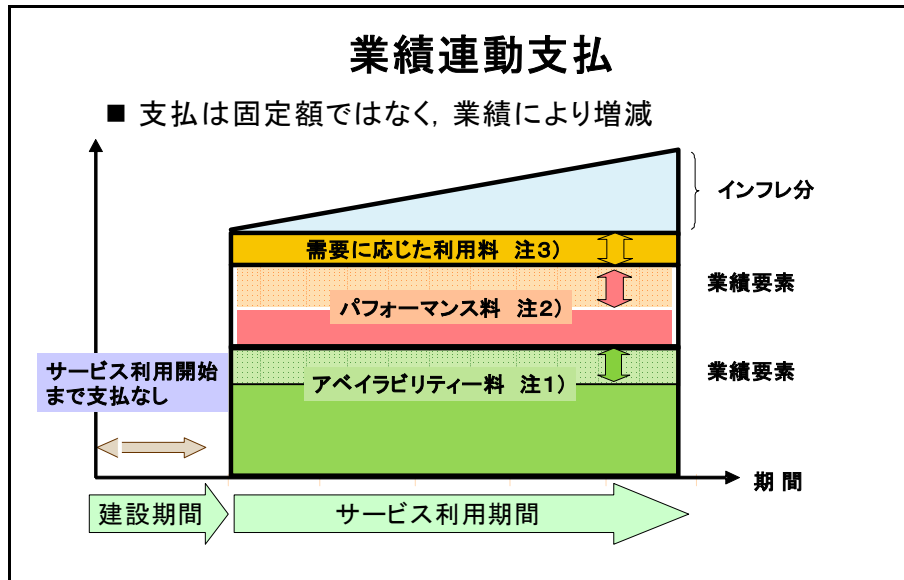 業績連動支払
■ 支払は固定額ではなく, 業績により増減
インフレ分
需要に応じた利用料 注3)
業績要素
パフォーマンス料 注2)
サービス利用開始
まで支払なし
アベイラビリティー料 注1)
業績要素
期 間
建設期間
サービス利用期間